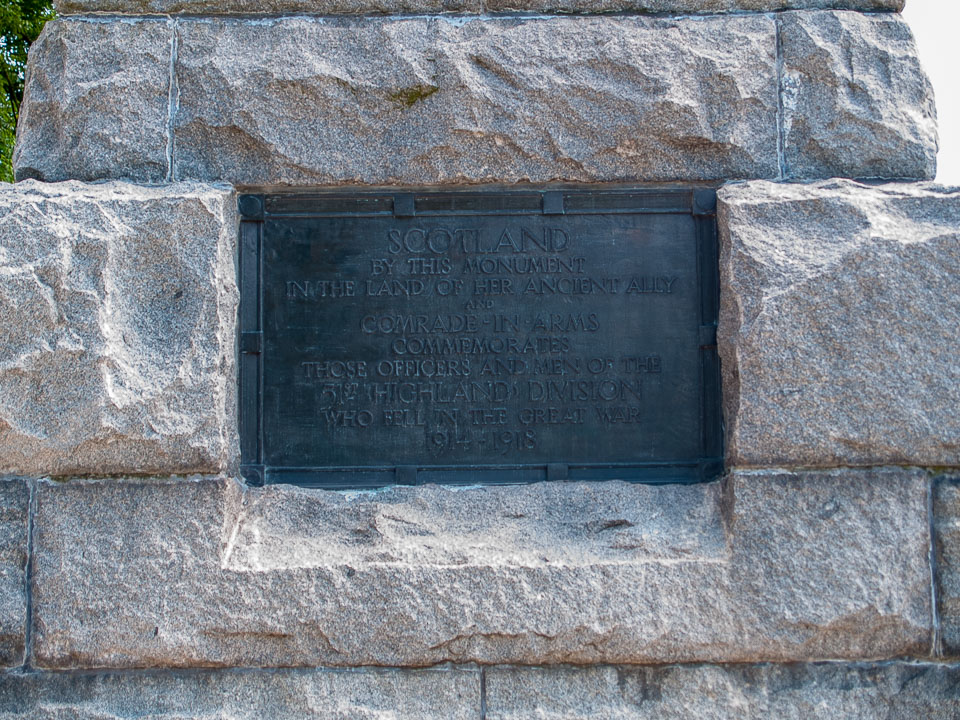 SCOTLAND
BY THIS MONUMENT
IN THE LAND OF HER ANCIENT ALLY
AND
COMRADE-IN-ARMS
COMMEMORATES
THOSE OFFICERS AND MEN OF THE
51ST (HIGHLAND) DIVISION
WHO FELL IN THE GREAT WAR
1914-1918